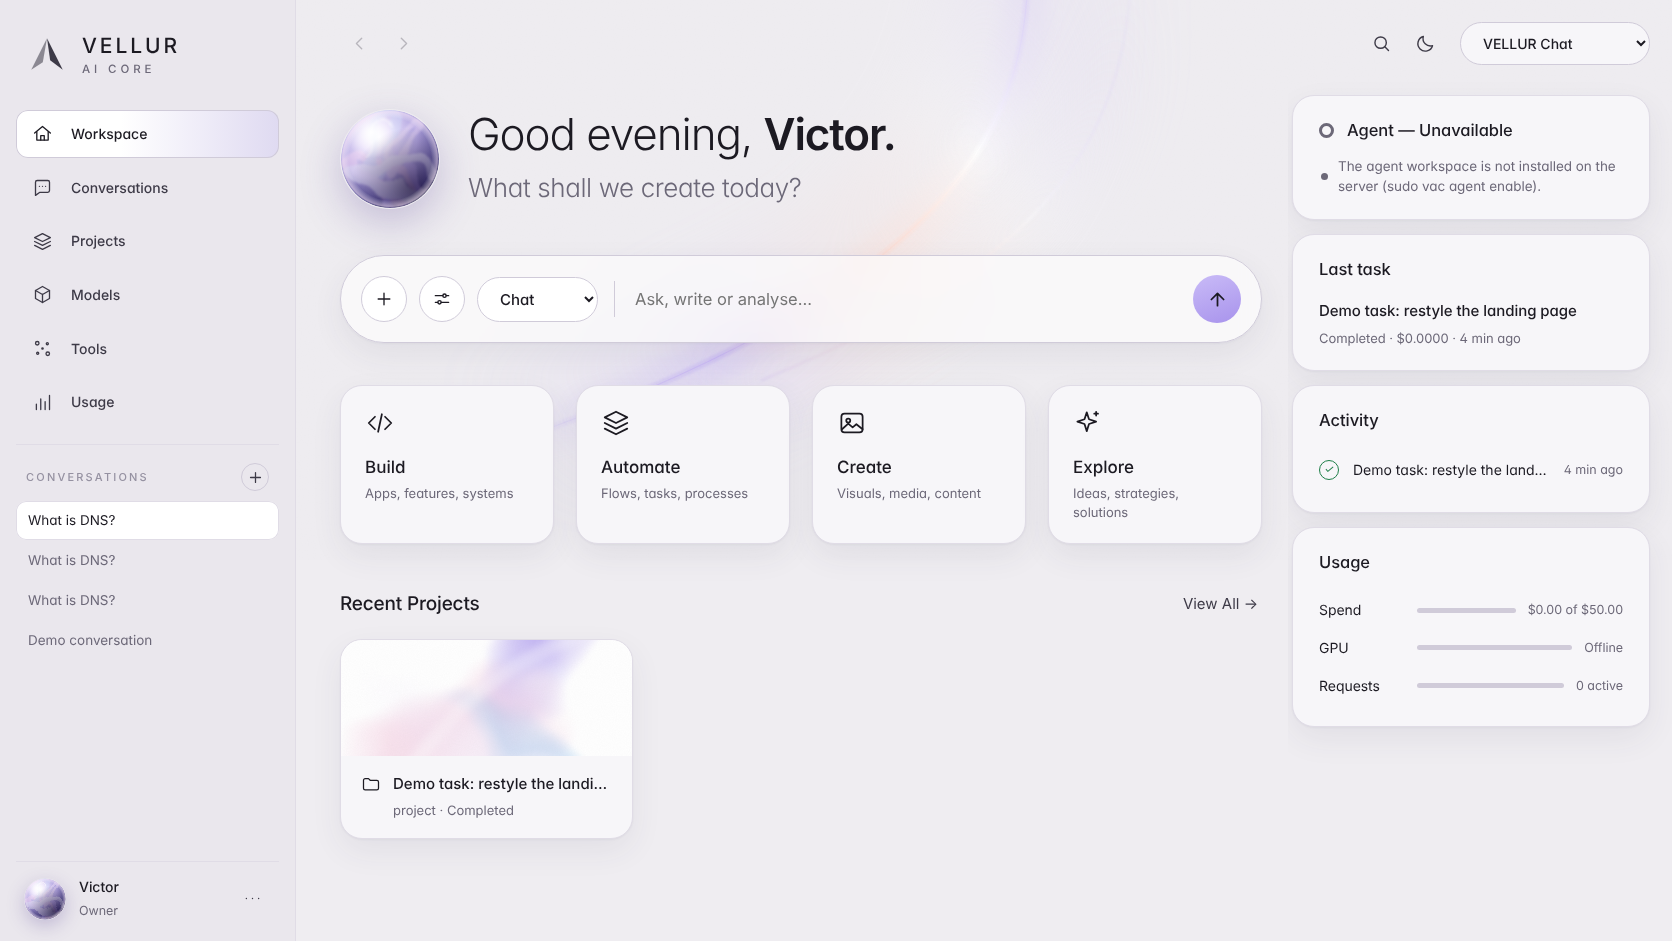 VELLUR
AI CORE
Workspace
Conversations
Projects
Models
Tools
Usage
CONVERSATIONS
What is DNS?
What is DNS?
What is DNS?
Demo conversation
Victor
Owner
...
VELLUR Chat
Good evening, Victor.
What shall we create today?
Chat
Ask, write or analyse...
Build
Apps, features, systems
Automate
Flows, tasks, processes
Create
Visuals, media, content
Explore
Ideas, strategies,
solutions
Recent Projects
View All →
Demo task: restyle the landi...
project · Completed
Agent — Unavailable
The agent workspace is not installed on the
server (sudo vac agent enable).
Last task
Demo task: restyle the landing page
Completed · $0.0000 · 4 min ago
Activity
Demo task: restyle the land... 4 min ago
Usage
Spend $0.00 of $50.00
GPU Offline
Requests 0 active